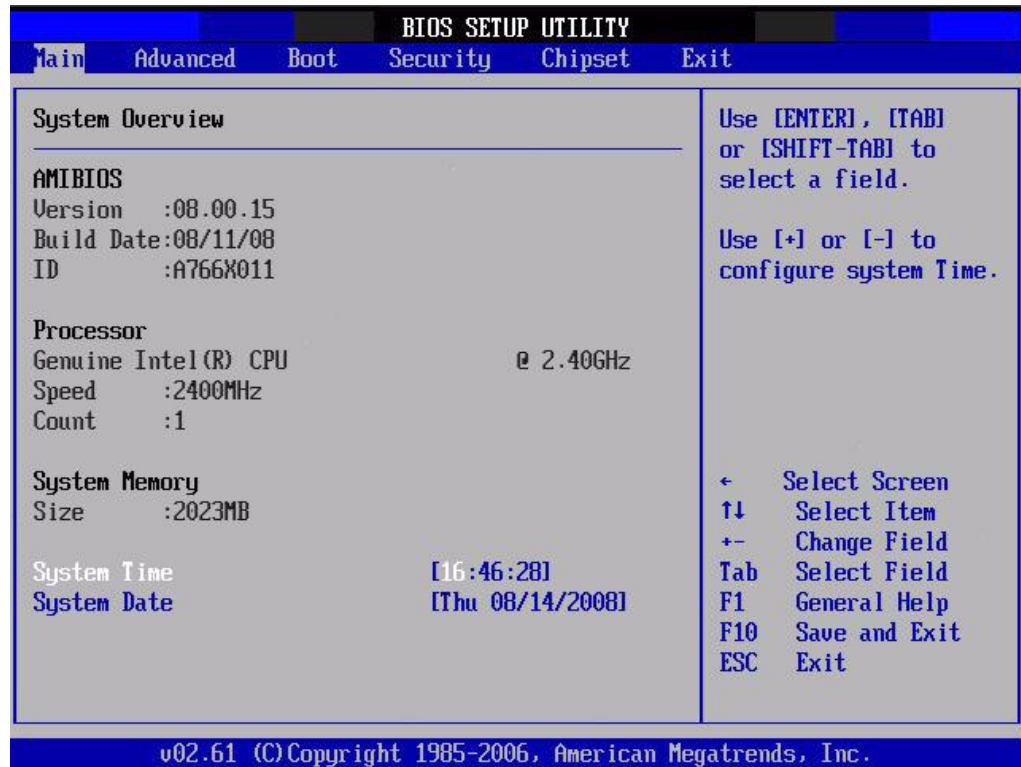 BIOS SETUP UTILITY
Main Advanced Boot Security Chipset Exit
System Overview
AMIBIOS
Version :08.00.15
Build Date:08/11/08
ID :A766X011
Processor
Genuine Intel(R) CPU @ 2.40GHz
Speed :2400MHz
Count :1
System Memory
Size :2023MB
System Time [16:46:28]
System Date [Thu 08/14/2008]
Use [ENTER], [TAB]
or [SHIFT-TAB] to
select a field.
Use [+] or [-] to
configure system Time.
← Select Screen
↑↓ Select Item
+- Change Field
Tab Select Field
F1 General Help
F10 Save and Exit
ESC Exit
v02.61 (C)Copyright 1985-2006, American Megatrends, Inc.